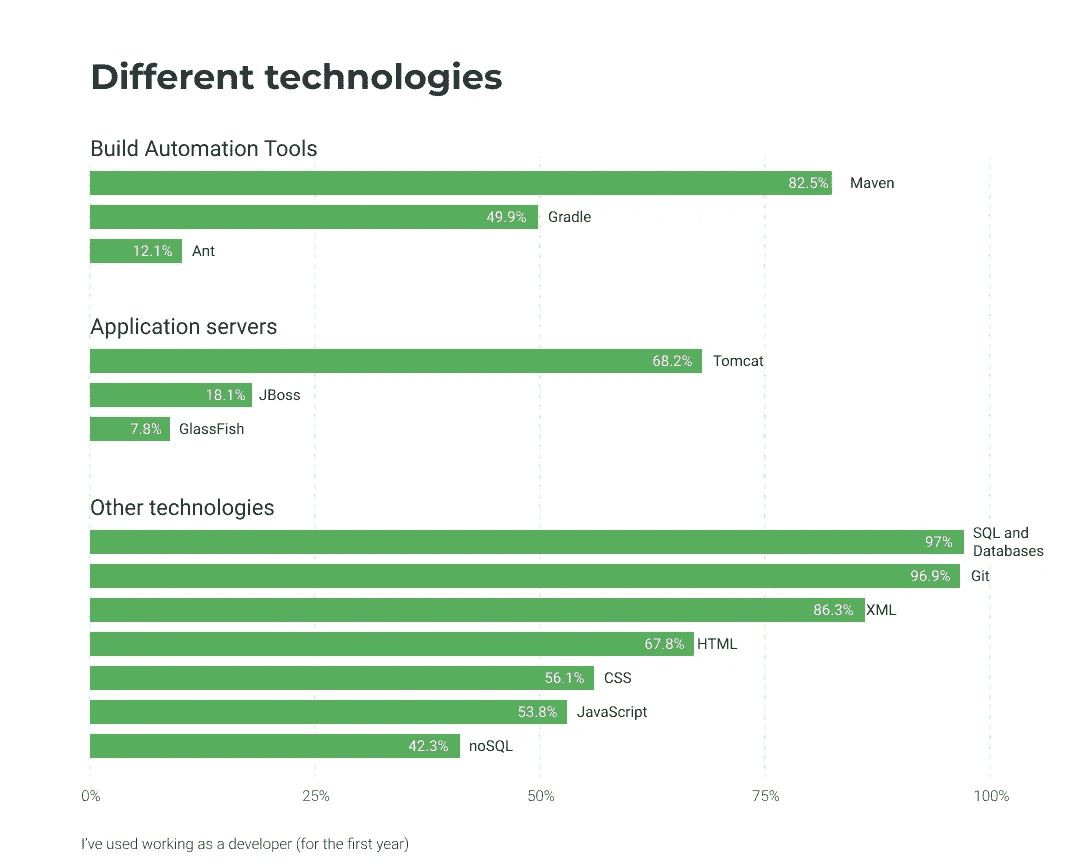 Different technologies
Build Automation Tools
82.5% Maven
49.9% Gradle
12.1% Ant
Application servers
68.2% Tomcat
18.1% JBoss
7.8% GlassFish
Other technologies
97% SQL and
Databases
96.9% Git
86.3% XML
67.8% HTML
56.1% CSS
53.8% JavaScript
42.3% noSQL
0% 25% 50% 75% 100%
I've used working as a developer (for the first year)